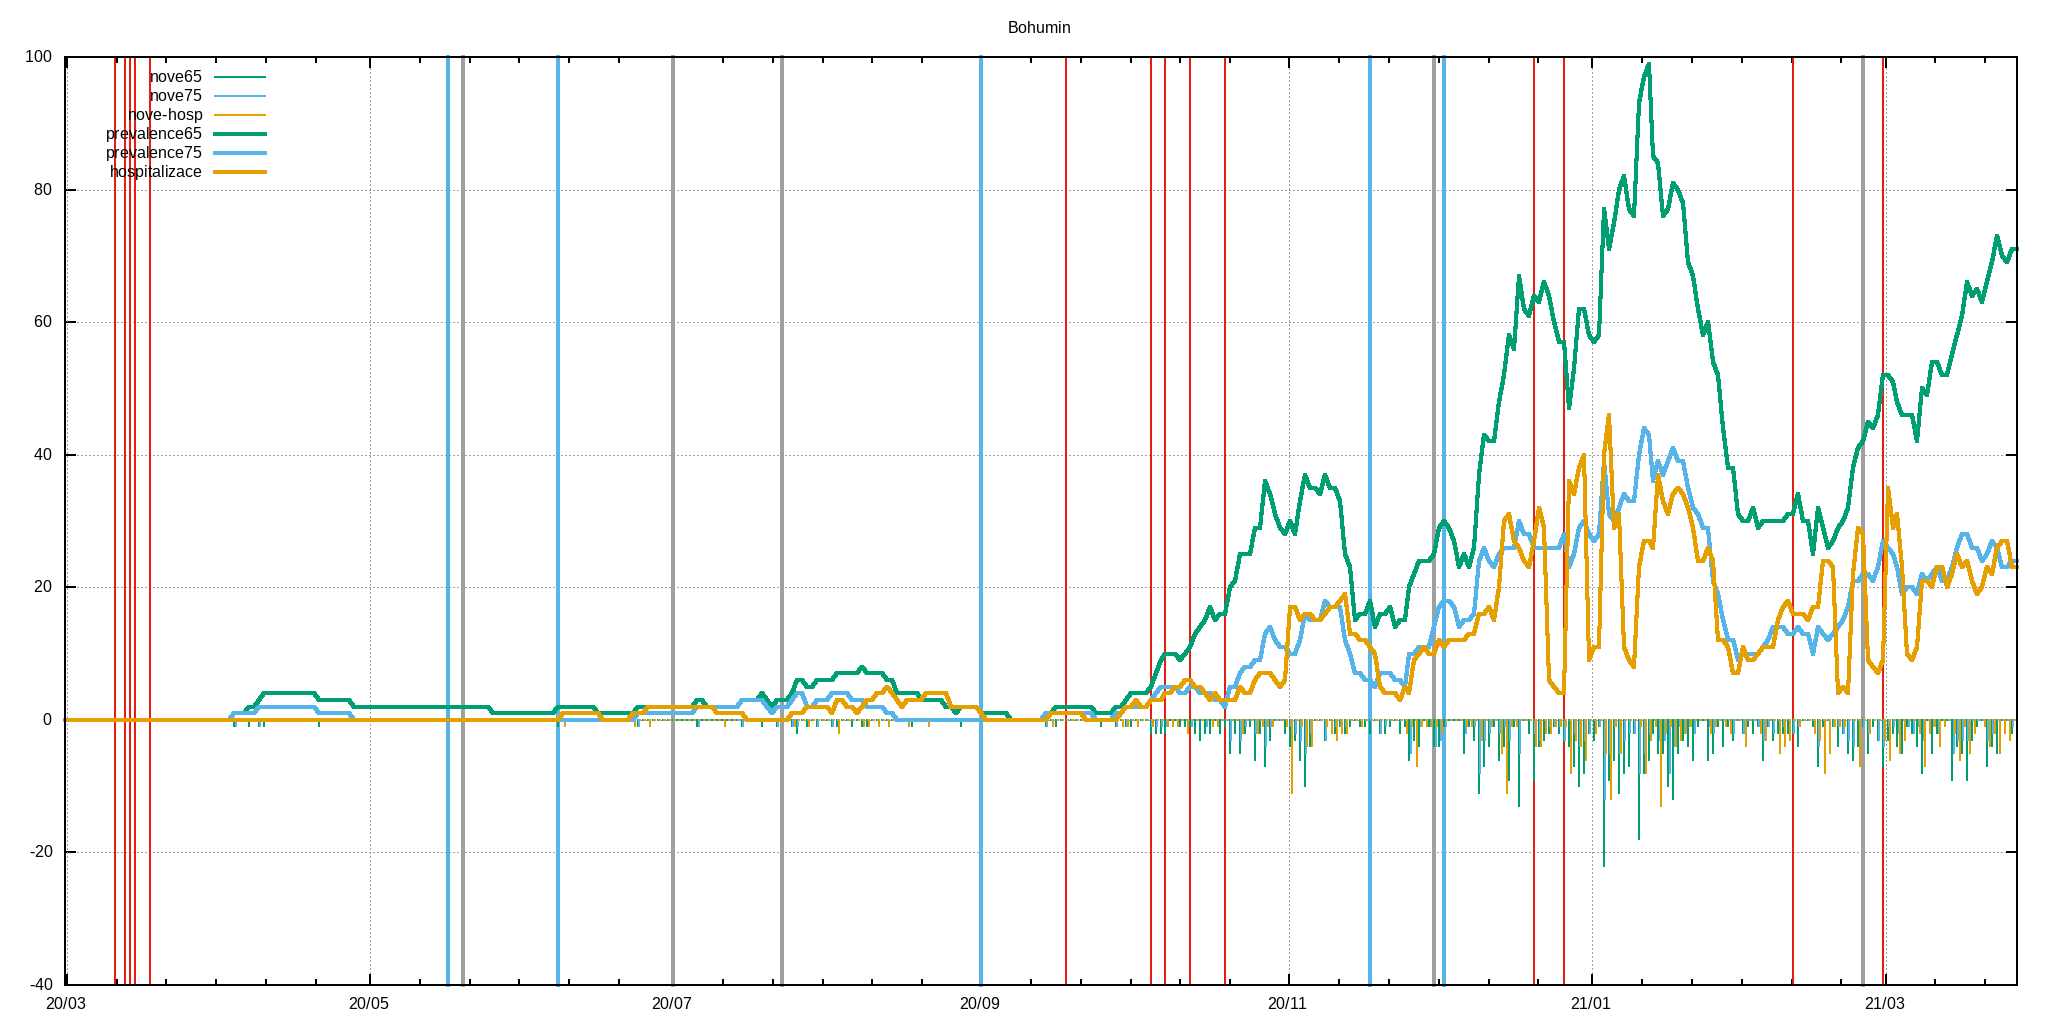 Bohumin
100
nove65
nove75
nove-hosp
prevalence65
prevalence75
hospitalizace
80
60
40
20
0
-20
-40
20/03 20/05 20/07 20/09 20/11 21/01 21/03